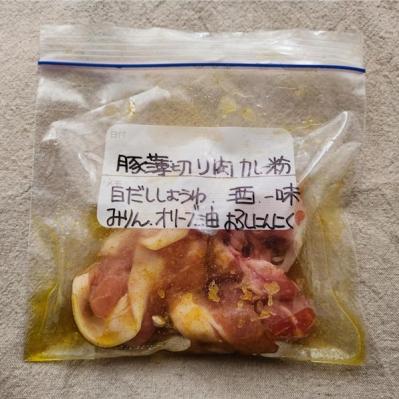 豚薄切り肉 カレー粉
白だししょうゆ、酒、一味
みりん、オリーブ油 おろしにんにく